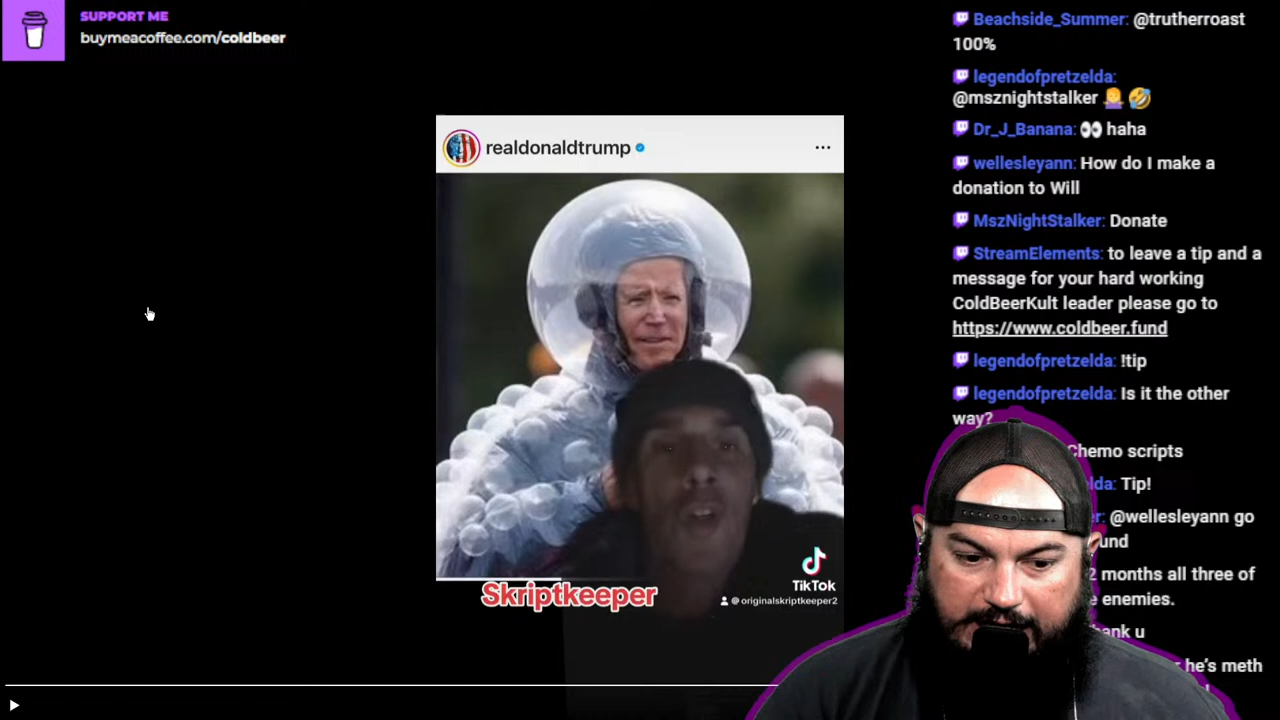 SUPPORT ME
buymeacoffee.com/coldbeer
realdonaldtrump
Skriptkeeper
TikTok
@originalskriptkeeper2
Beachside_Summer: @trutherroast
100%
legendofpretzelda:
@msznightstalker
Dr_J_Banana: haha
wellesleyann: How do I make a
donation to Will
MszNightStalker: Donate
StreamElements: to leave a tip and a
message for your hard working
ColdBeerKult leader please go to
https://www.coldbeer.fund
legendofpretzelda: !tip
legendofpretzelda: Is it the other
way?
Chemo scripts
Tip!
@wellesleyann go
2 months all three of
enemies.
u
he's meth